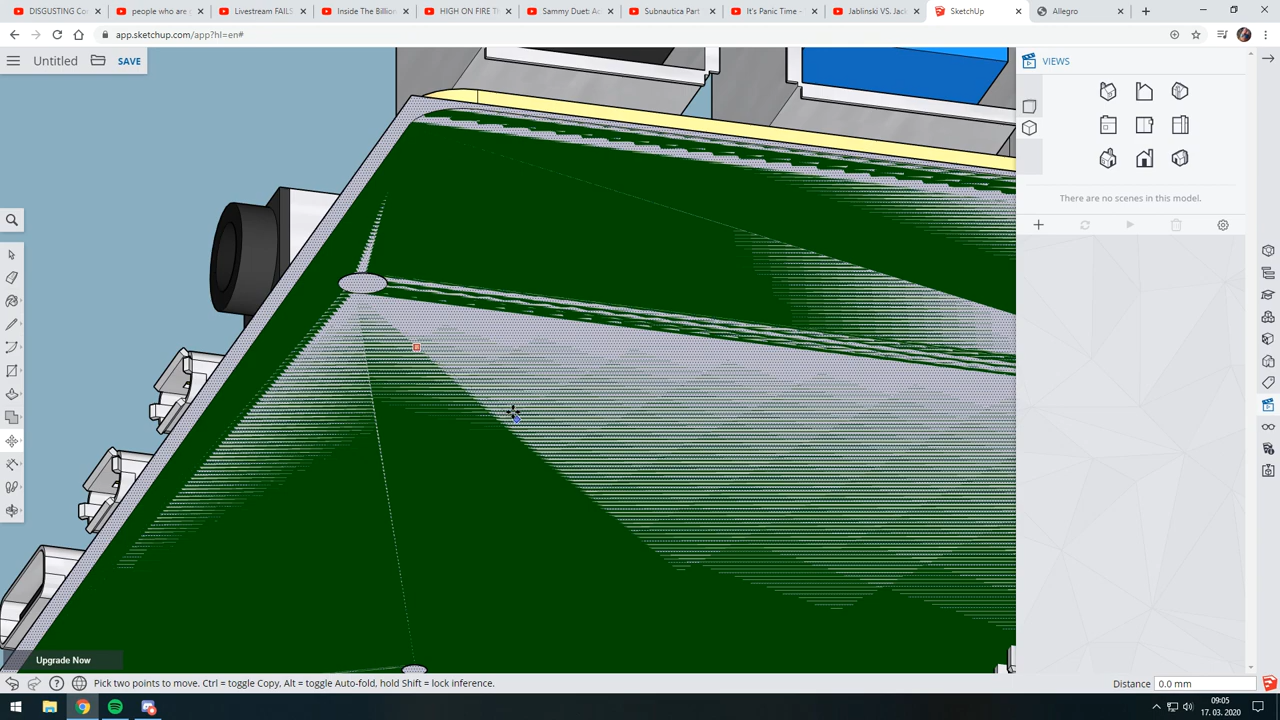 DISGUSTING Co
people who are
Livestream FAILS
Inside The Billion
HIGH ON FIRE Th
Sammy Duet: Ac
Subnautica Part
It's Panic Time -
Jablinski VS. Jack
SketchUp
Allegro
app.sketchup.com/app?hl=en#
Untitled
SAVE
VIEWS
There are no scenes in this model.
Upgrade Now
Pick two points to move. Ctrl = toggle Copy, Alt = toggle Auto-fold, hold Shift = lock inference.
Distance
0.0 mm
09:05
17. 03. 2020